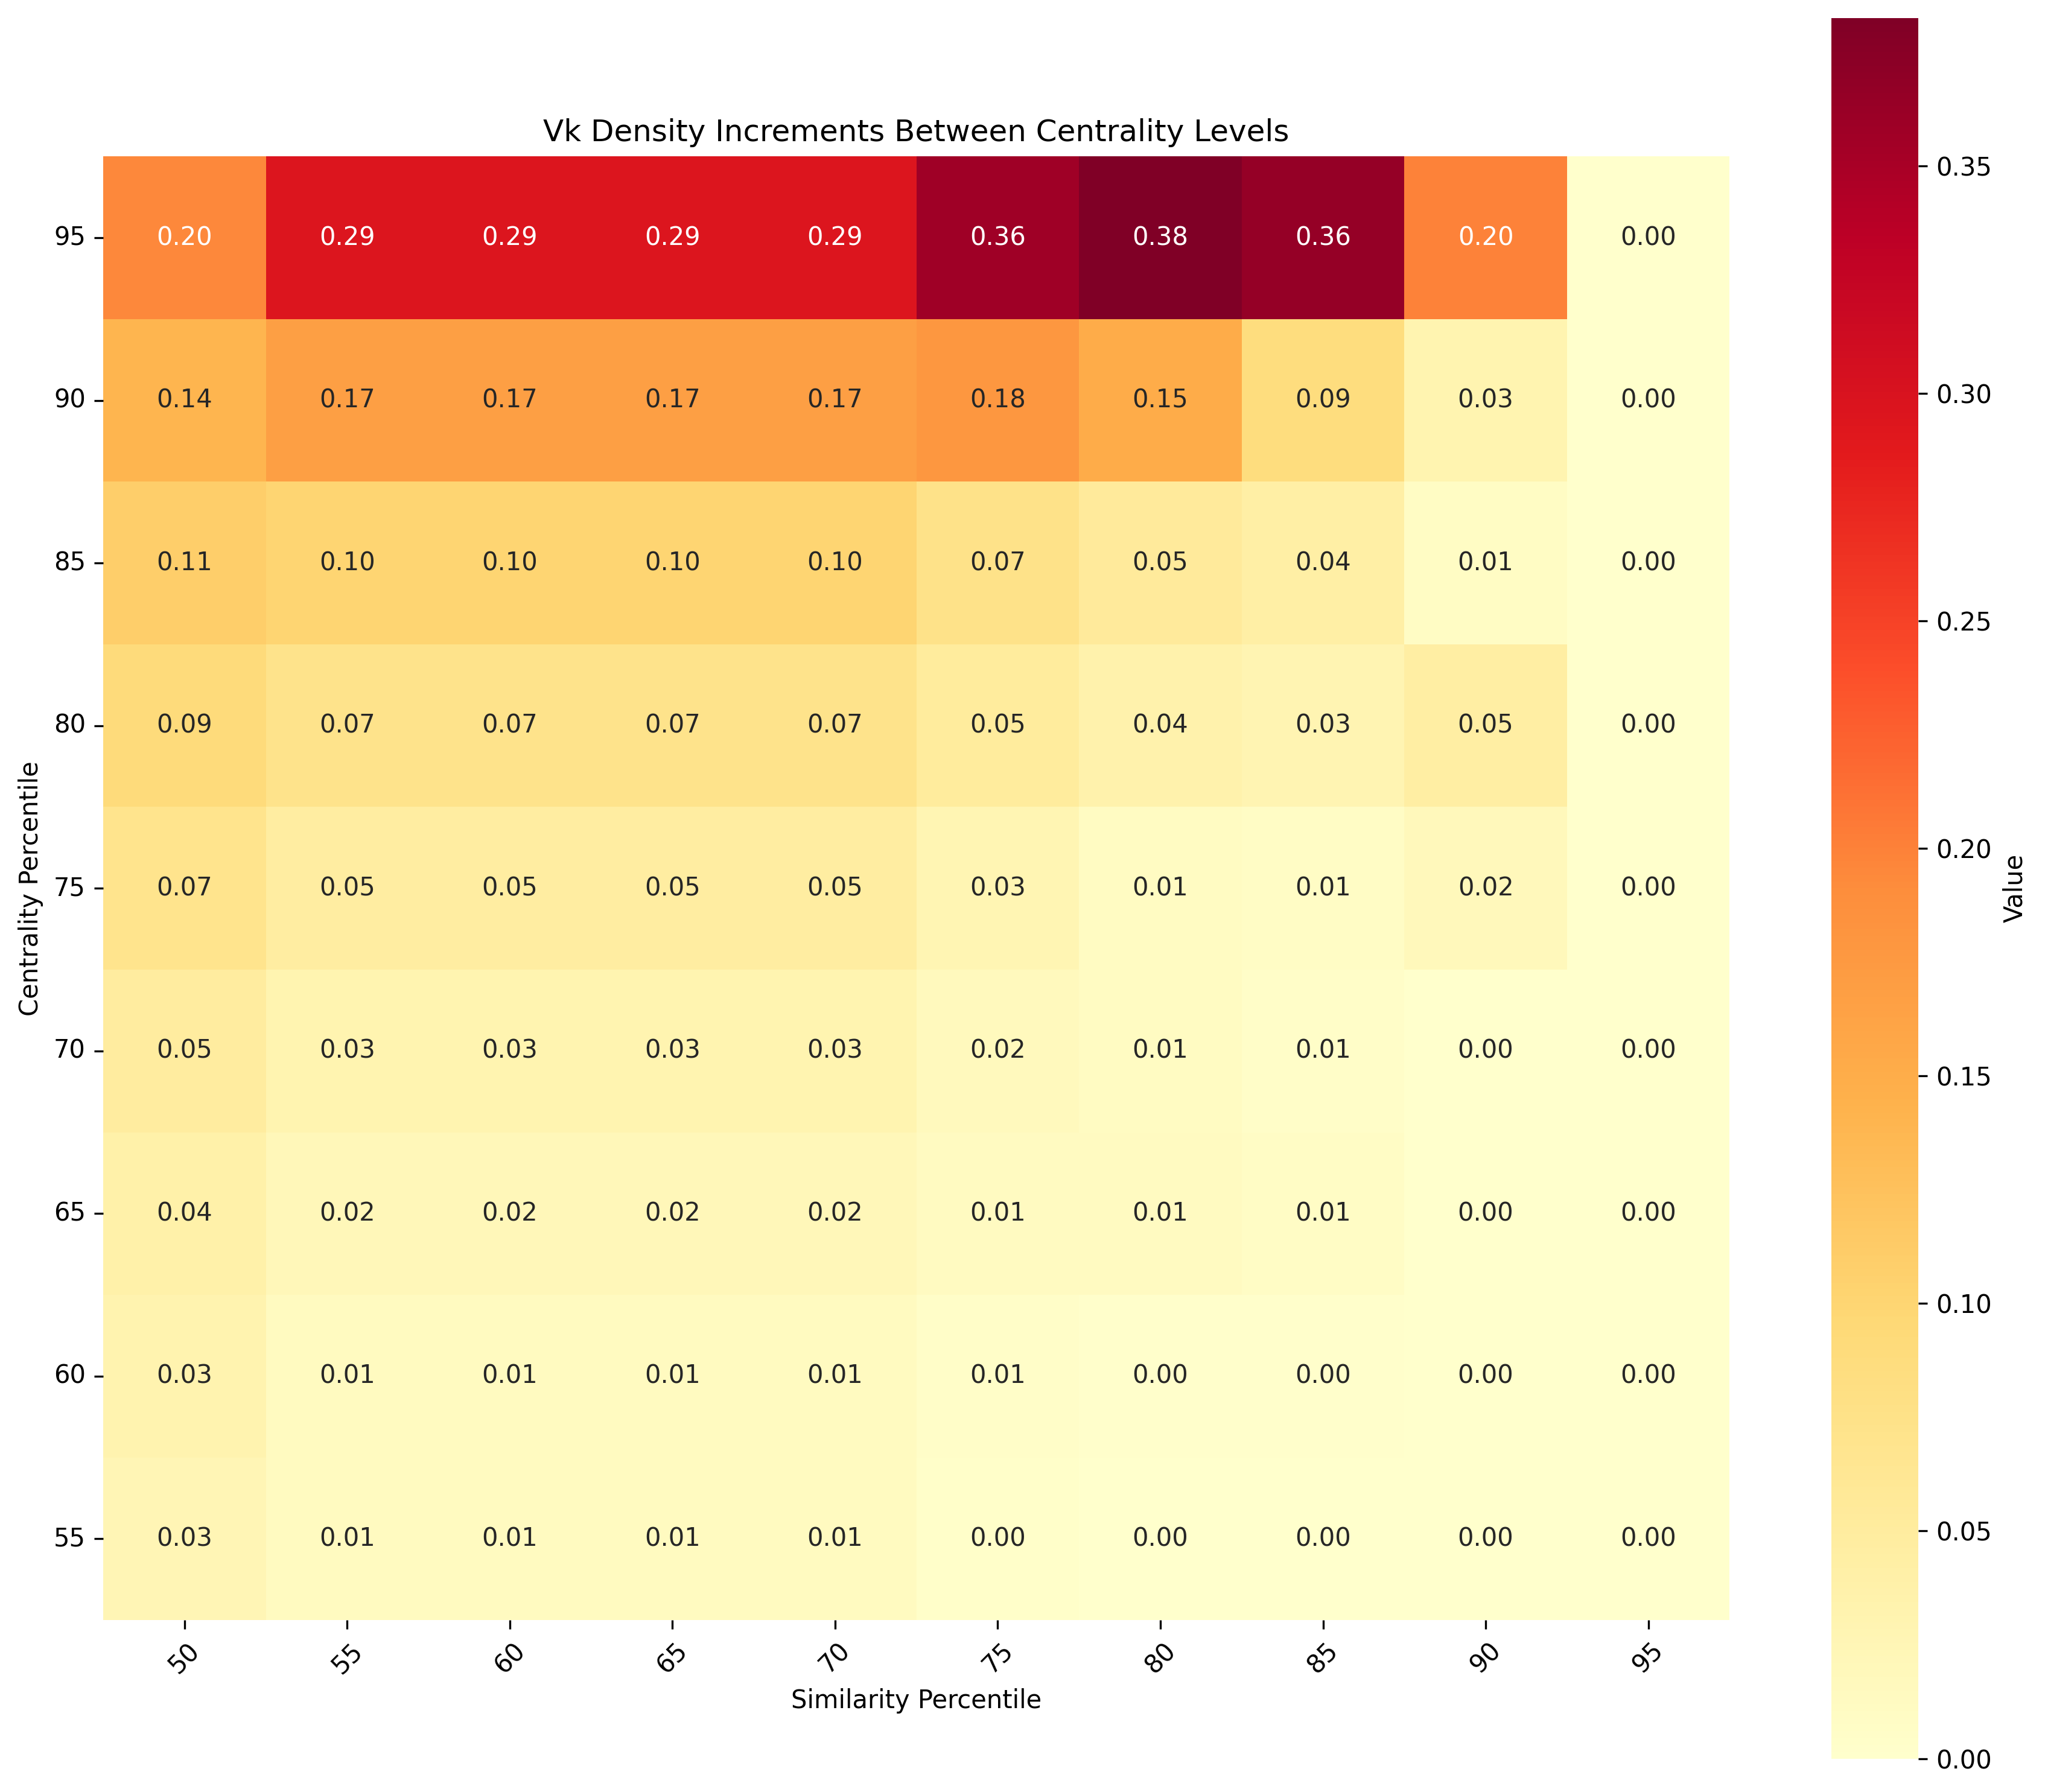 Vk Density Increments Between Centrality Levels
Centrality Percentile
95 0.20 0.29 0.29 0.29 0.29 0.36 0.38 0.36 0.20 0.00
90 0.14 0.17 0.17 0.17 0.17 0.18 0.15 0.09 0.03 0.00
85 0.11 0.10 0.10 0.10 0.10 0.07 0.05 0.04 0.01 0.00
80 0.09 0.07 0.07 0.07 0.07 0.05 0.04 0.03 0.05 0.00
75 0.07 0.05 0.05 0.05 0.05 0.03 0.01 0.01 0.02 0.00
70 0.05 0.03 0.03 0.03 0.03 0.02 0.01 0.01 0.00 0.00
65 0.04 0.02 0.02 0.02 0.02 0.01 0.01 0.01 0.00 0.00
60 0.03 0.01 0.01 0.01 0.01 0.01 0.00 0.00 0.00 0.00
55 0.03 0.01 0.01 0.01 0.01 0.00 0.00 0.00 0.00 0.00
50 55 60 65 70 75 80 85 90 95
Similarity Percentile
0.35
0.30
0.25
0.20
0.15
0.10
0.05
0.00
Value